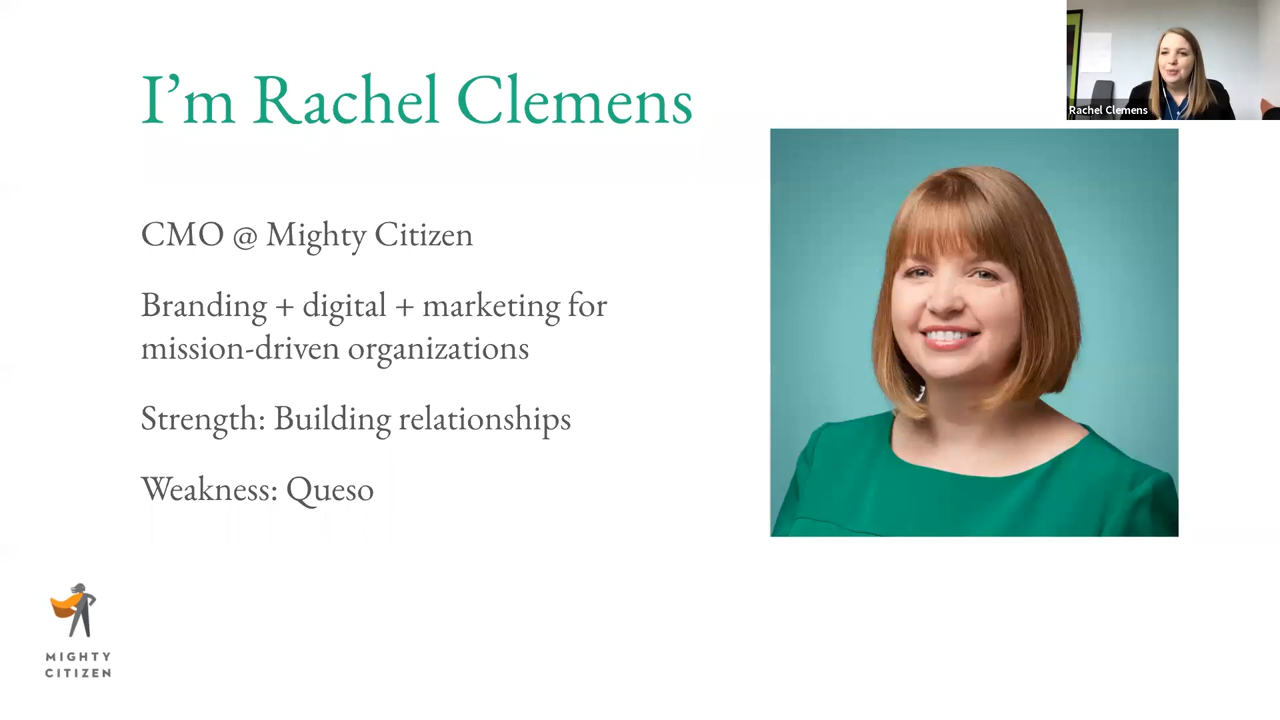 I’m Rachel Clemens
Rachel Clemens
CMO @ Mighty Citizen
Branding + digital + marketing for
mission-driven organizations
Strength: Building relationships
Weakness: Queso
MIGHTY
CITIZEN